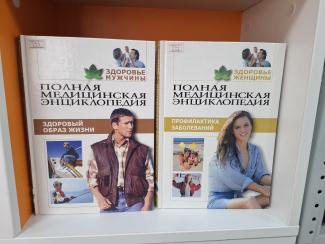 ЗДОРОВЬЕ
МУЖЧИНЫ
ПОЛНАЯ
МЕДИЦИНСКАЯ
ЭНЦИКЛОПЕДИЯ
ЗДОРОВЫЙ
ОБРАЗ ЖИЗНИ
ЗДОРОВЬЕ
ЖЕНЩИНЫ
ПОЛНАЯ
МЕДИЦИНСКАЯ
ЭНЦИКЛОПЕДИЯ
ПРОФИЛАКТИКА
ЗАБОЛЕВАНИЙ